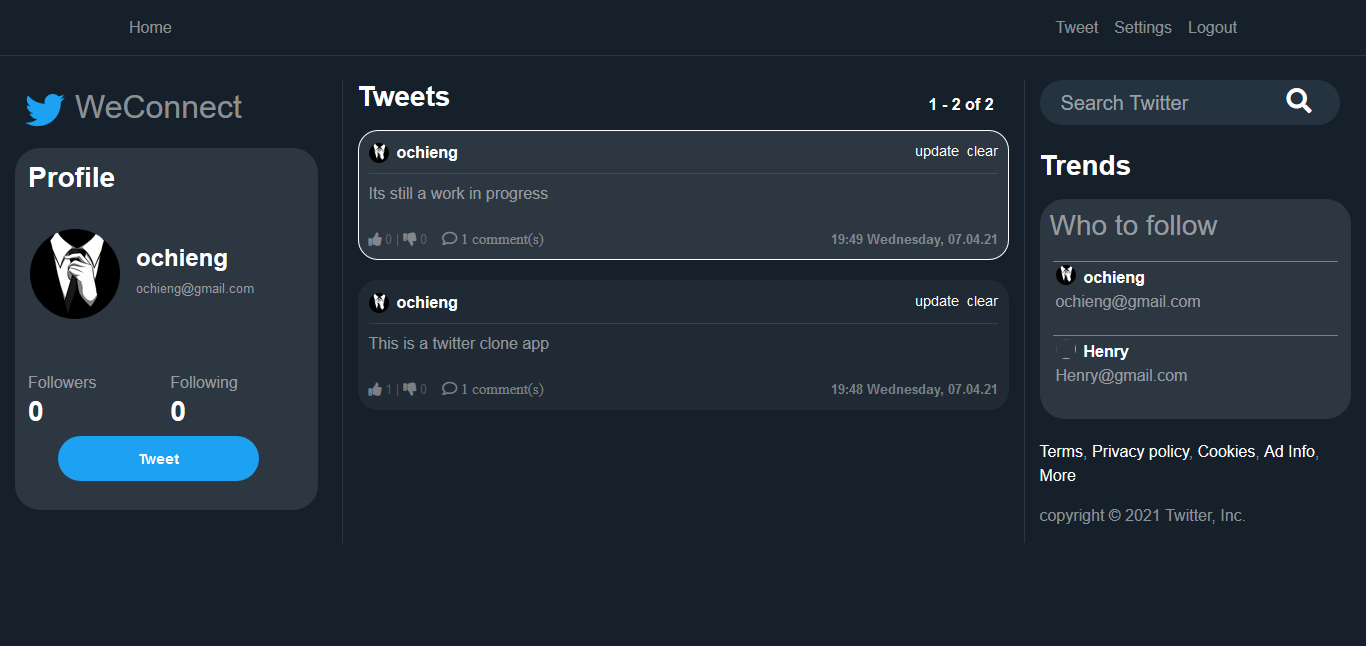 Home
Tweet Settings Logout
WeConnect
Profile
ochieng
ochieng@gmail.com
Followers Following
0 0
Tweet
Tweets
1 - 2 of 2
ochieng update clear
Its still a work in progress
0 | 0 1 comment(s) 19:49 Wednesday, 07.04.21
ochieng update clear
This is a twitter clone app
1 | 0 1 comment(s) 19:48 Wednesday, 07.04.21
Search Twitter
Trends
Who to follow
ochieng
ochieng@gmail.com
Henry
Henry@gmail.com
Terms, Privacy policy, Cookies, Ad Info,
More
copyright © 2021 Twitter, Inc.